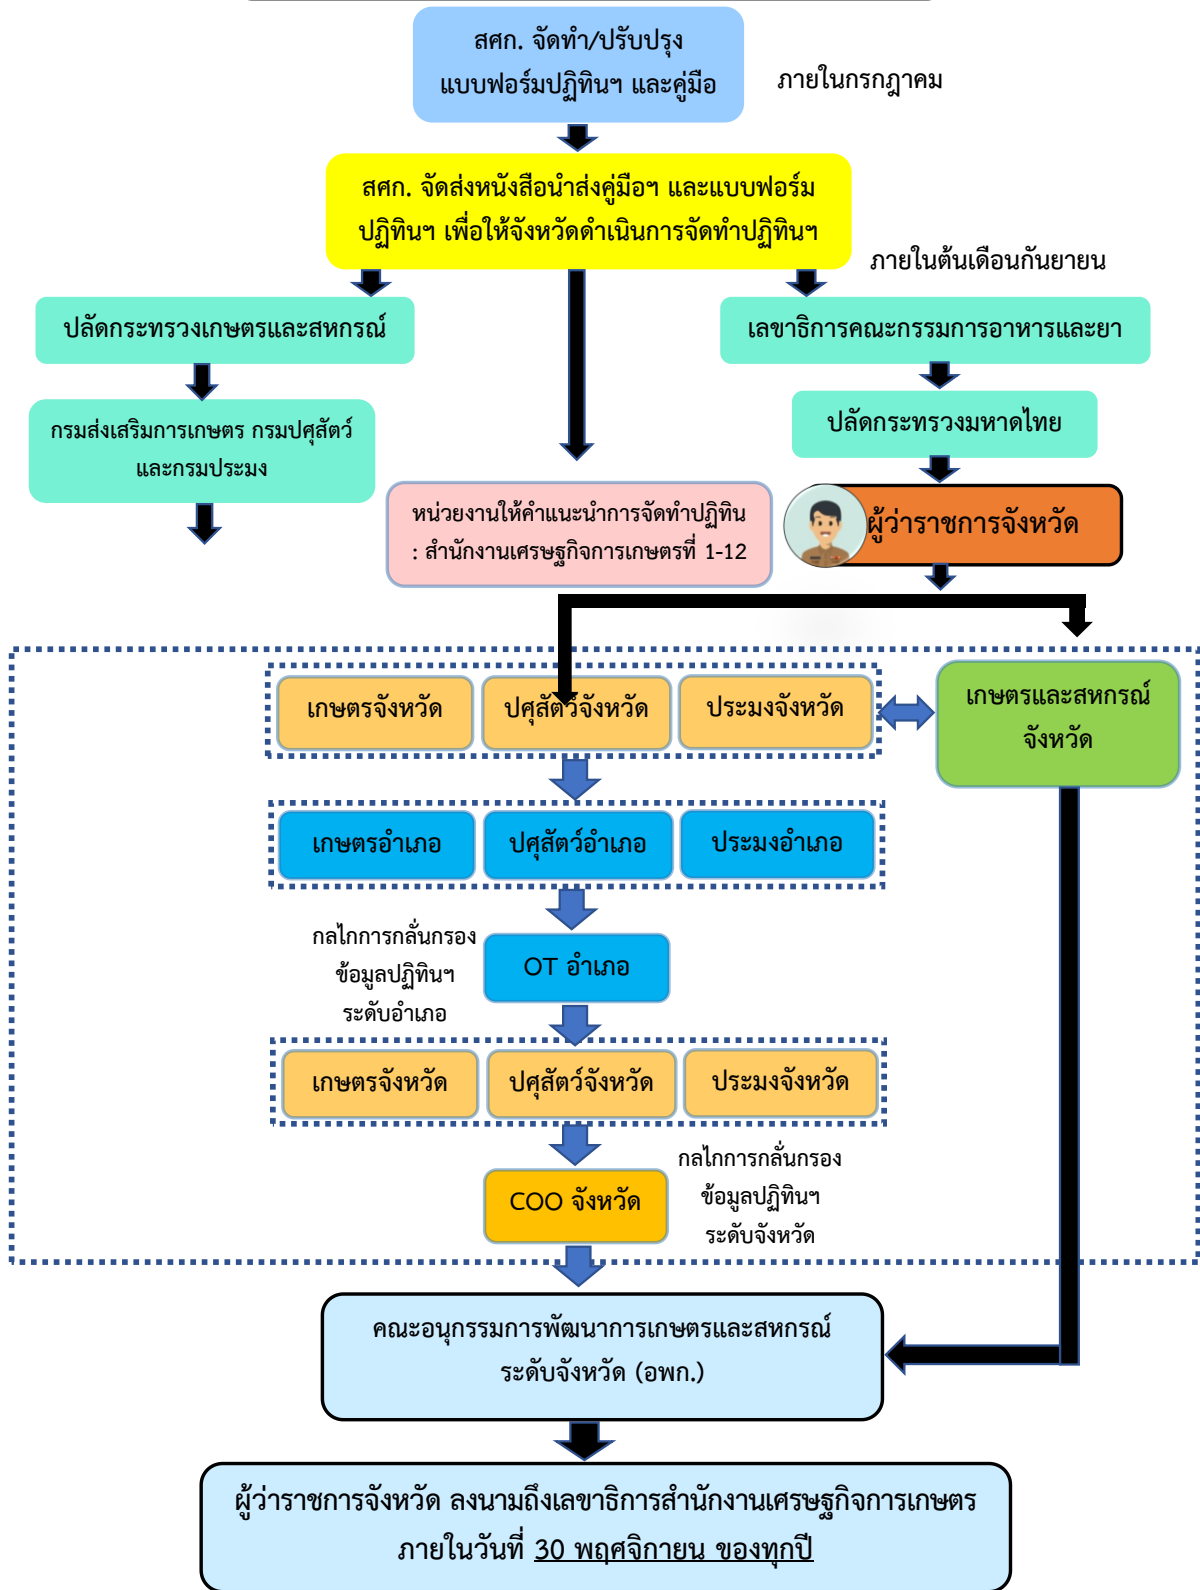 สศก. จัดทำ/ปรับปรุง
แบบฟอร์มปฏิทินฯ และคู่มือ
ภายในกรกฎาคม
สศก. จัดส่งหนังสือนำส่งคู่มือฯ และแบบฟอร์ม
ปฏิทินฯ เพื่อให้จังหวัดดำเนินการจัดทำปฏิทินฯ
ภายในต้นเดือนกันยายน
ปลัดกระทรวงเกษตรและสหกรณ์
เลขาธิการคณะกรรมการอาหารและยา
กรมส่งเสริมการเกษตร กรมปศุสัตว์
และกรมประมง
ปลัดกระทรวงมหาดไทย
หน่วยงานให้คำแนะนำการจัดทำปฏิทิน
: สำนักงานเศรษฐกิจการเกษตรที่ 1-12
ผู้ว่าราชการจังหวัด
เกษตรจังหวัด
ปศุสัตว์จังหวัด
ประมงจังหวัด
เกษตรและสหกรณ์
จังหวัด
เกษตรอำเภอ
ปศุสัตว์อำเภอ
ประมงอำเภอ
กลไกการกลั่นกรอง
ข้อมูลปฏิทินฯ
ระดับอำเภอ
OT อำเภอ
เกษตรจังหวัด
ปศุสัตว์จังหวัด
ประมงจังหวัด
กลไกการกลั่นกรอง
ข้อมูลปฏิทินฯ
ระดับจังหวัด
COO จังหวัด
คณะอนุกรรมการพัฒนาการเกษตรและสหกรณ์
ระดับจังหวัด (อพก.)
ผู้ว่าราชการจังหวัด ลงนามถึงเลขาธิการสำนักงานเศรษฐกิจการเกษตร
ภายในวันที่ 30 พฤศจิกายน ของทุกปี